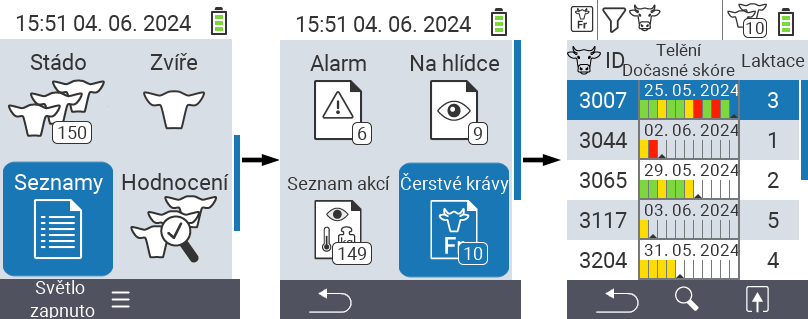 15:51 04. 06. 2024
Stádo
Zvíře
150
Seznamy
Hodnocení
Světlo
zapnuto
15:51 04. 06. 2024
Alarm
Na hlídce
6
9
Seznam akcí
Čerstvé krávy
149
Fr
10
Fr
10
ID
Telění
Dočasné skóre
Laktace
3007
25. 05. 2024
3
3044
02. 06. 2024
1
3065
29. 05. 2024
2
3117
03. 06. 2024
5
3204
31. 05. 2024
4